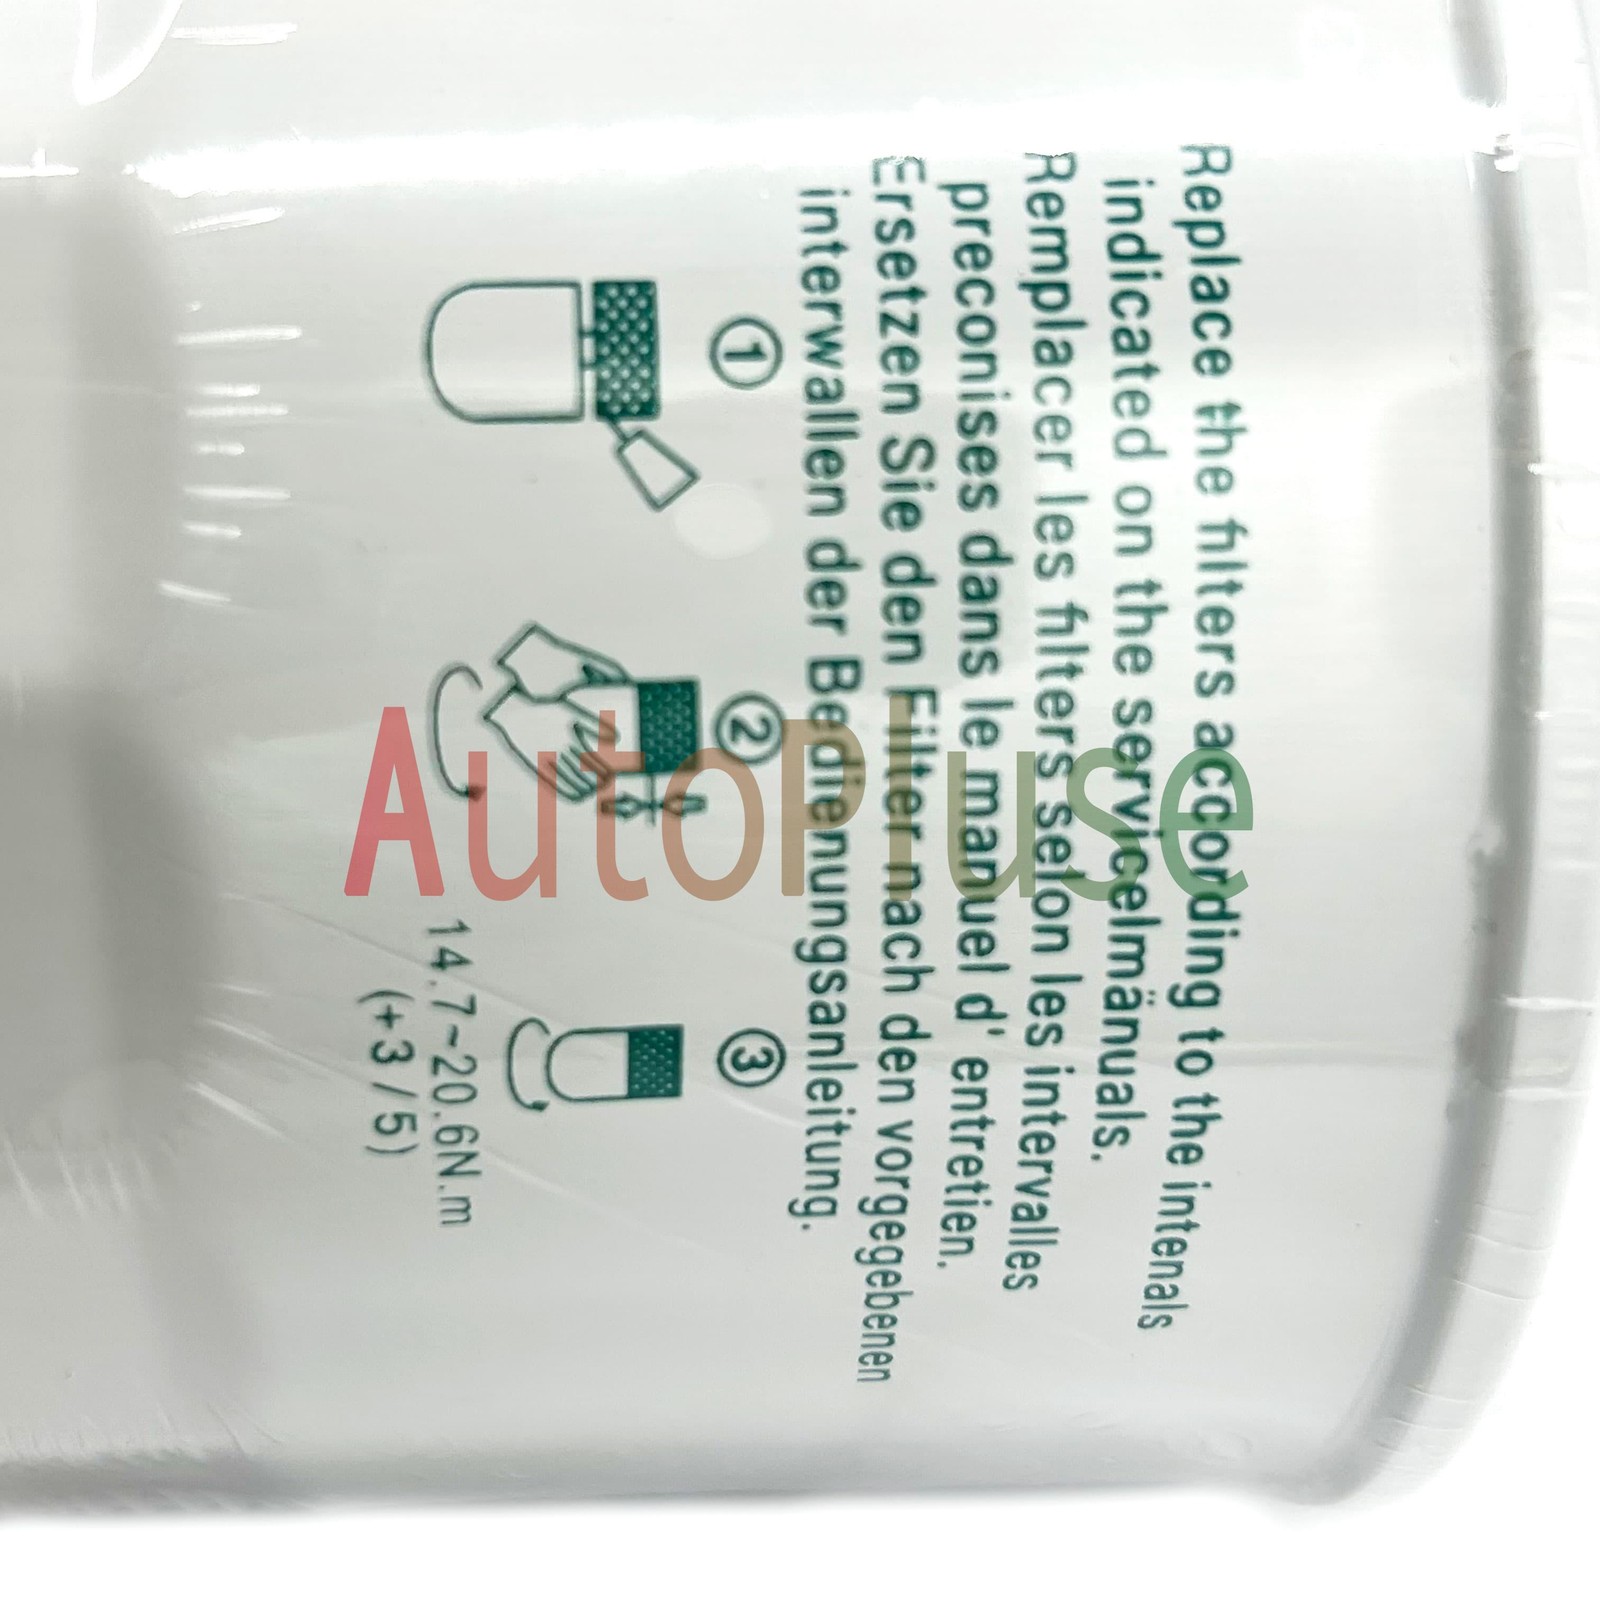 Replace the filters according to the intenals
indicated on the servicelmänuals.
Remplacer les filters selon les intervalles
preconises dans le manuel d' entretien.
Ersetzen Sie den Filter nach den vorgegebenen
interwallen der Bedienungsanleitung.
① ② ③
14.7~20.6N.m
(+3/5)
AutoPluse